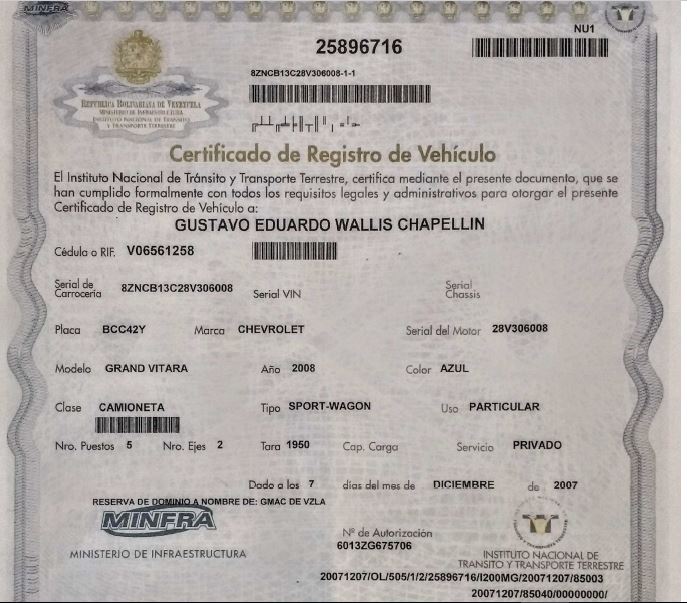 MINFRA
NU1
25896716
8ZNCB13C28V306008-1-1
REPÚBLICA BOLIVARIANA DE VENEZUELA
MINISTERIO DE INFRAESTRUCTURA
INSTITUTO NACIONAL DE TRÁNSITO
Y TRANSPORTE TERRESTRE
Certificado de Registro de Vehículo
El Instituto Nacional de Tránsito y Transporte Terrestre, certifica mediante el presente documento, que se
han cumplido formalmente con todos los requisitos legales y administrativos para otorgar el presente
Certificado de Registro de Vehículo a:
GUSTAVO EDUARDO WALLIS CHAPELLIN
Cédula o RIF. V06561258
Serial de Carrocería 8ZNCB13C28V306008 Serial VIN Serial Chassis
Placa BCC42Y Marca CHEVROLET Serial del Motor 28V306008
Modelo GRAND VITARA Año 2008 Color AZUL
Clase CAMIONETA Tipo SPORT-WAGON Uso PARTICULAR
Nro. Puestos 5 Nro. Ejes 2 Tara 1950 Cap. Carga Servicio PRIVADO
Dado a los 7 días del mes de DICIEMBRE de 2007
RESERVA DE DOMINIO A NOMBRE DE: GMAC DE VZLA
MINFRA
MINISTERIO DE INFRAESTRUCTURA
Nº de Autorización
6013ZG675706
INSTITUTO NACIONAL DE
TRÁNSITO Y TRANSPORTE TERRESTRE
20071207/OL/505/1/2/25896716/I200MG/20071207/85003
20071207/85040/00000000/